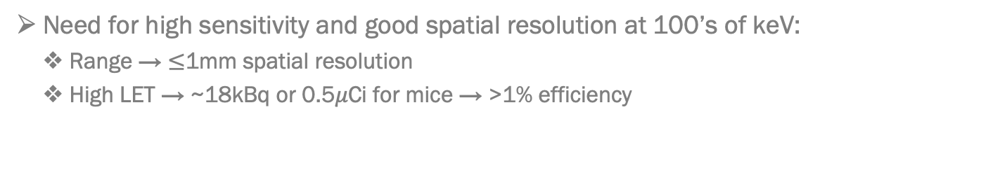 ➢ Need for high sensitivity and good spatial resolution at 100's of keV:
❖ Range → ≤1mm spatial resolution
❖ High LET → ~18kBq or 0.5μCi for mice → >1% efficiency